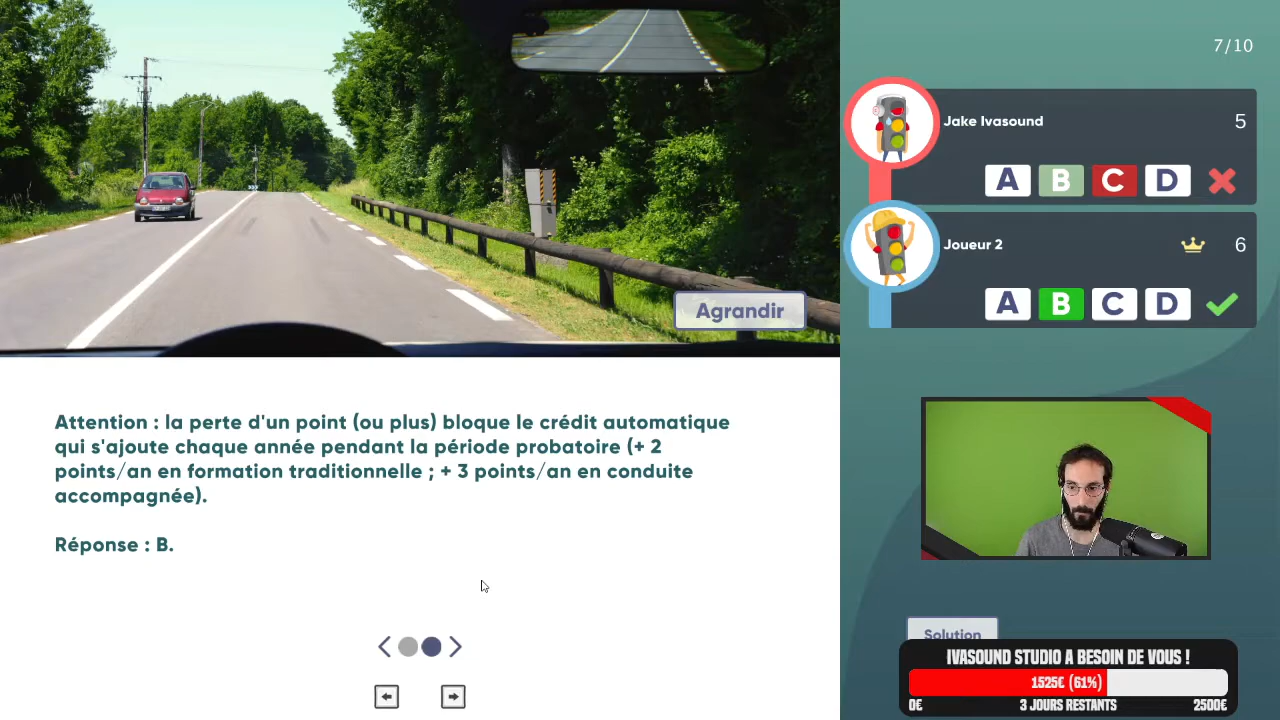 7/10
Jake Ivasound
5
A B C D
Joueur 2
6
A B C D
Agrandir
Attention : la perte d'un point (ou plus) bloque le crédit automatique
qui s'ajoute chaque année pendant la période probatoire (+ 2
points/an en formation traditionnelle ; + 3 points/an en conduite
accompagnée).
Réponse : B.
Solution
IVASOUND STUDIO A BESOIN DE VOUS !
1525€ (61%)
0€ 3 JOURS RESTANTS 2500€